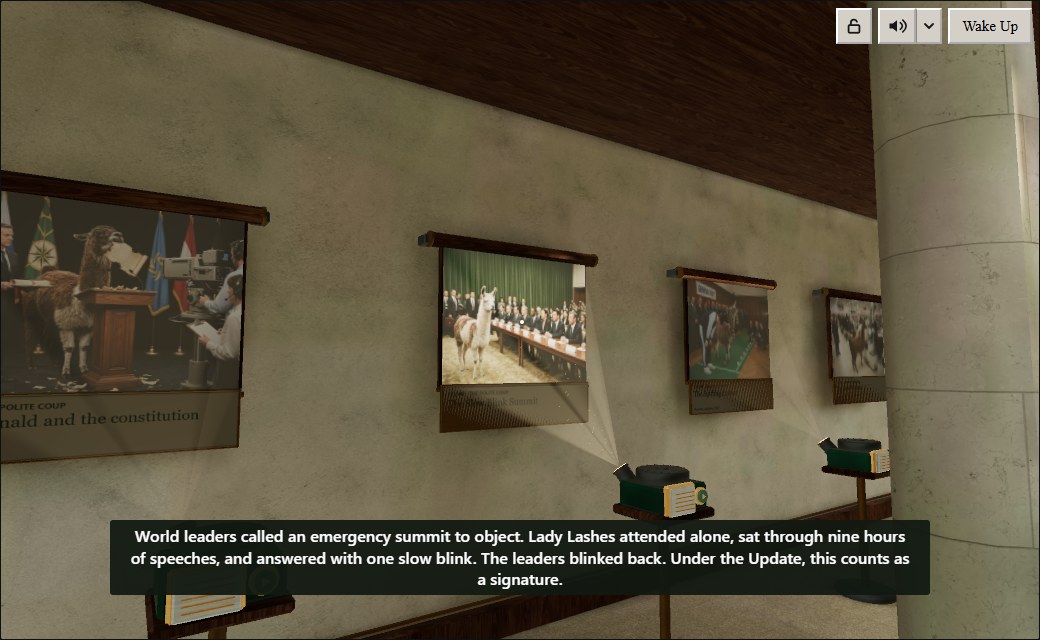 Wake Up
POLITE COUP
nald and the constitution
Summit
World leaders called an emergency summit to object. Lady Lashes attended alone, sat through nine hours
of speeches, and answered with one slow blink. The leaders blinked back. Under the Update, this counts as
a signature.